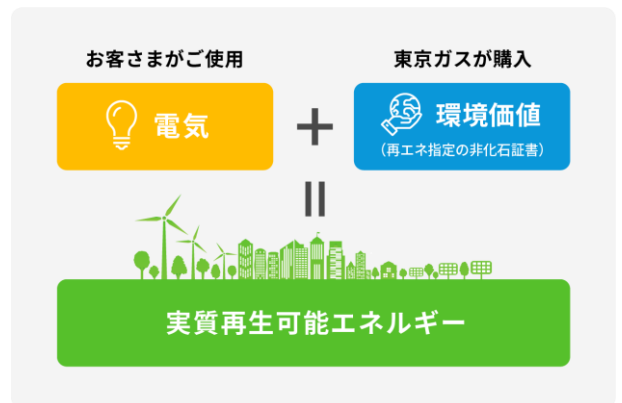 お客さまがご使用
東京ガスが購入
電気
+
環境価値
（再エネ指定の非化石証書）
=
実質再生可能エネルギー